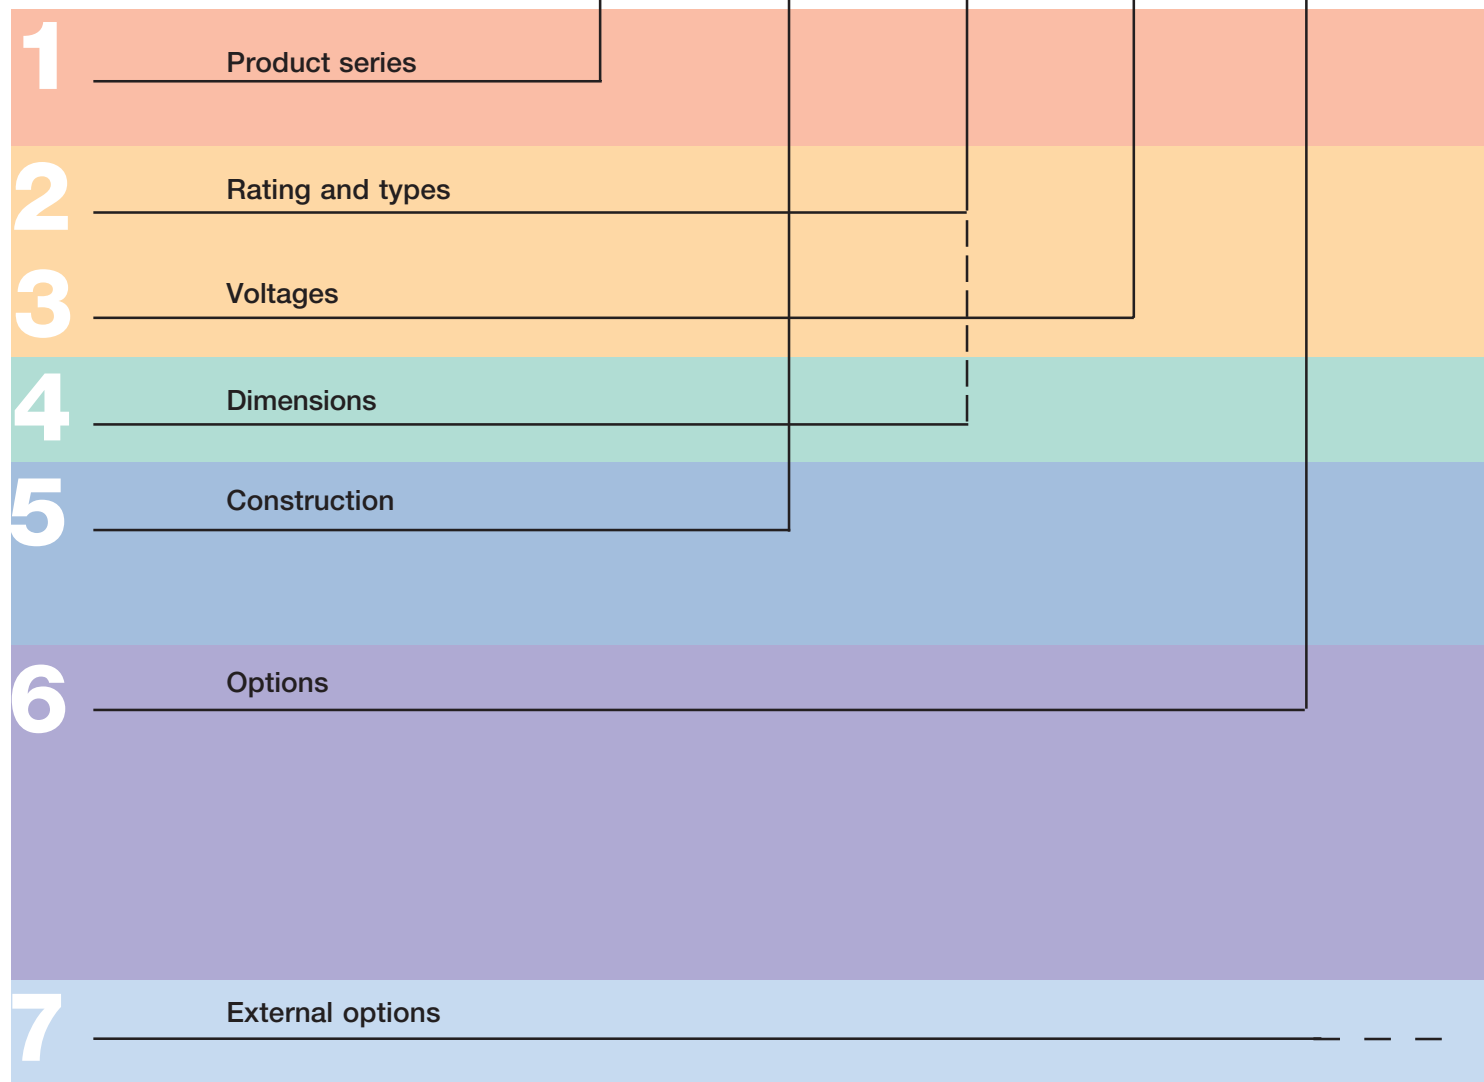 1 Product series
2 Rating and types
3 Voltages
4 Dimensions
5 Construction
6 Options
7 External options